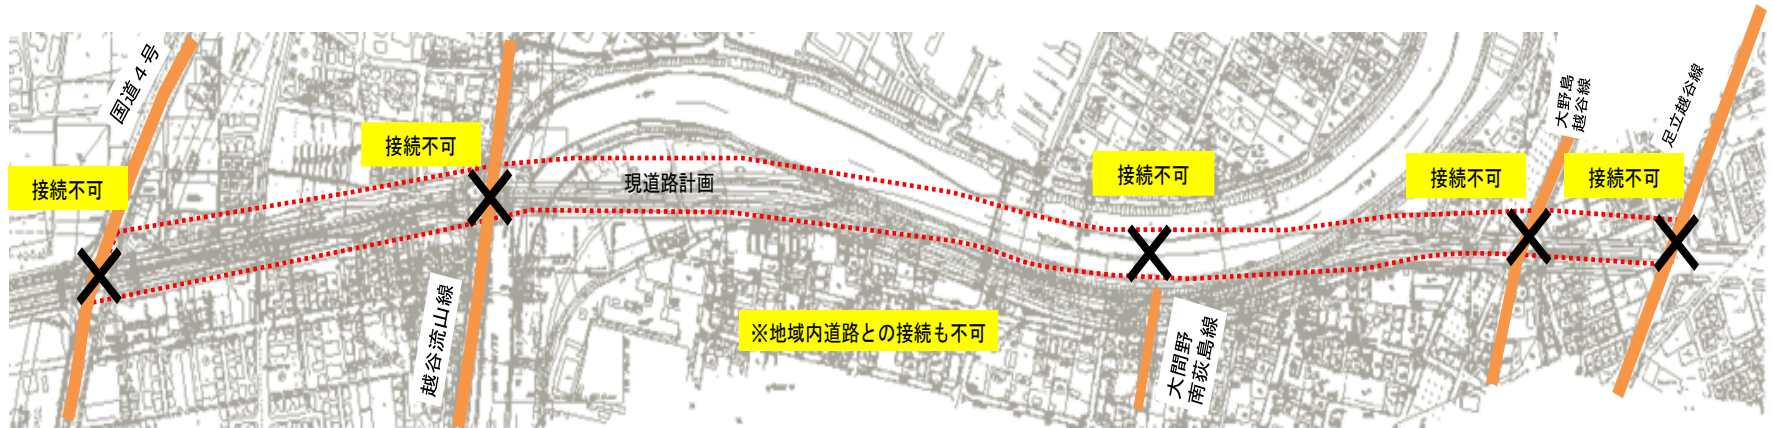 国道4号
接続不可
接続不可
越谷流山線
現道路計画
※地域内道路との接続も不可
接続不可
大間野
南荻島線
接続不可
大野島
越谷線
接続不可
足立越谷線